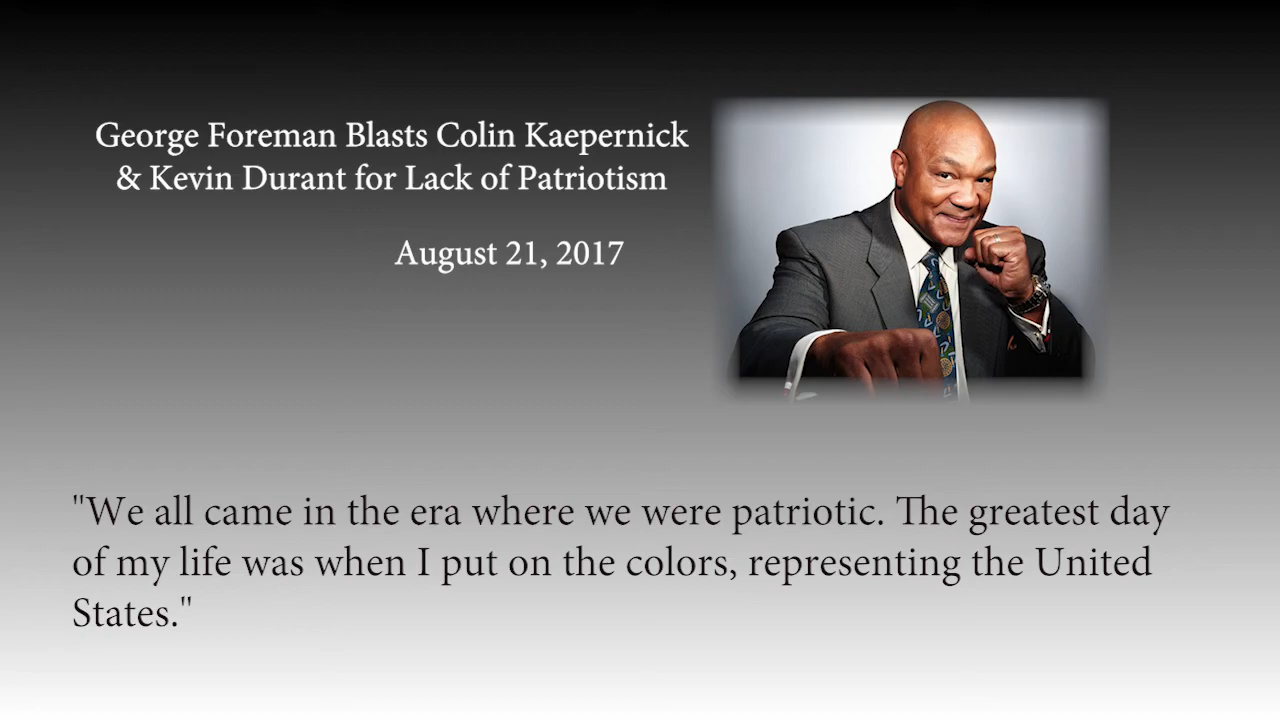 George Foreman Blasts Colin Kaepernick
& Kevin Durant for Lack of Patriotism
August 21, 2017
"We all came in the era where we were patriotic. The greatest day
of my life was when I put on the colors, representing the United
States."